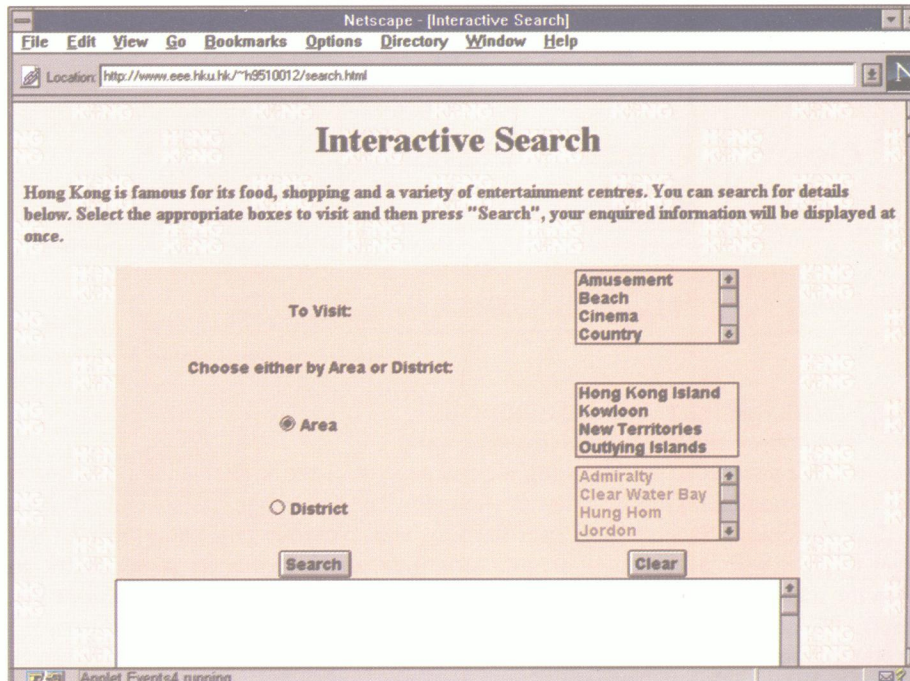 Netscape - [Interactive Search]
File Edit View Go Bookmarks Options Directory Window Help
Location: http://www.eee.hku.hk/~h9510012/search.html
N
Interactive Search
Hong Kong is famous for its food, shopping and a variety of entertainment centres. You can search for details
below. Select the appropriate boxes to visit and then press "Search", your enquired information will be displayed at
once.
To Visit:
Amusement
Beach
Cinema
Country
Choose either by Area or District:
Area
Hong Kong Island
Kowloon
New Territories
Outlying Islands
District
Admiralty
Clear Water Bay
Hung Hom
Jordon
Search Clear
Applet Events4 running